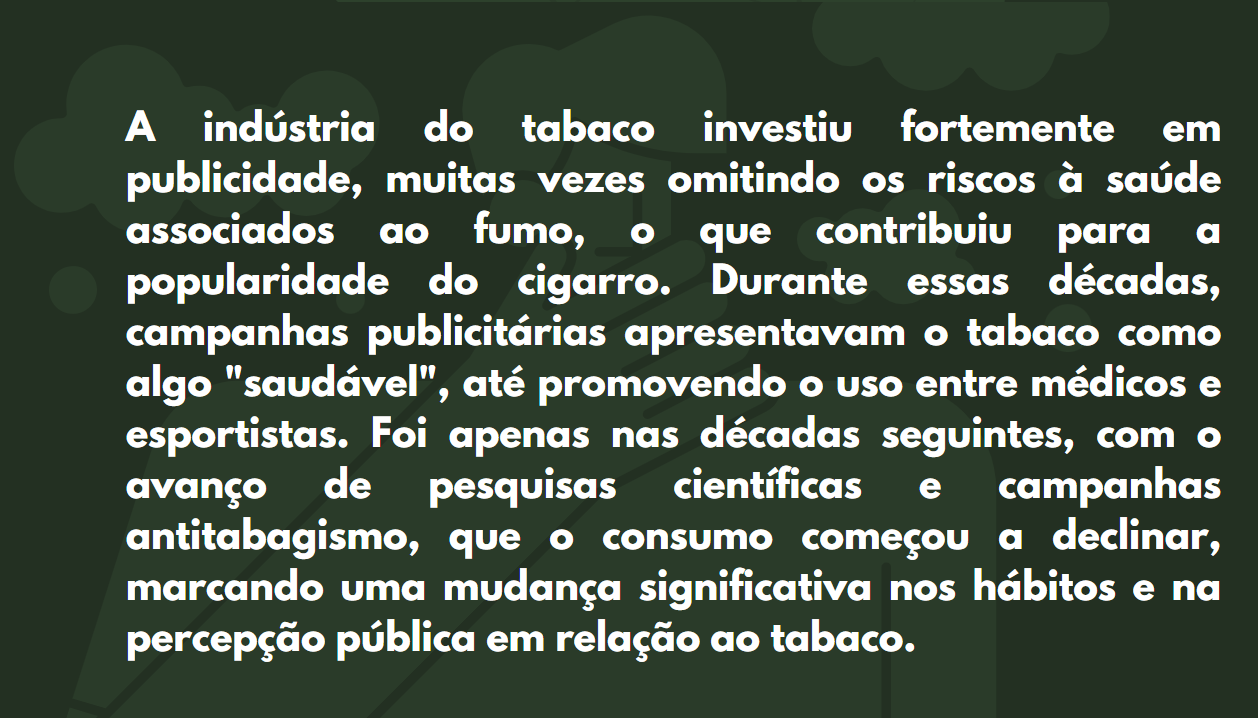 A indústria do tabaco investiu fortemente em
publicidade, muitas vezes omitindo os riscos à saúde
associados ao fumo, o que contribuiu para a
popularidade do cigarro. Durante essas décadas,
campanhas publicitárias apresentavam o tabaco como
algo "saudável", até promovendo o uso entre médicos e
esportistas. Foi apenas nas décadas seguintes, com o
avanço de pesquisas científicas e campanhas
antitabagismo, que o consumo começou a declinar,
marcando uma mudança significativa nos hábitos e na
percepção pública em relação ao tabaco.